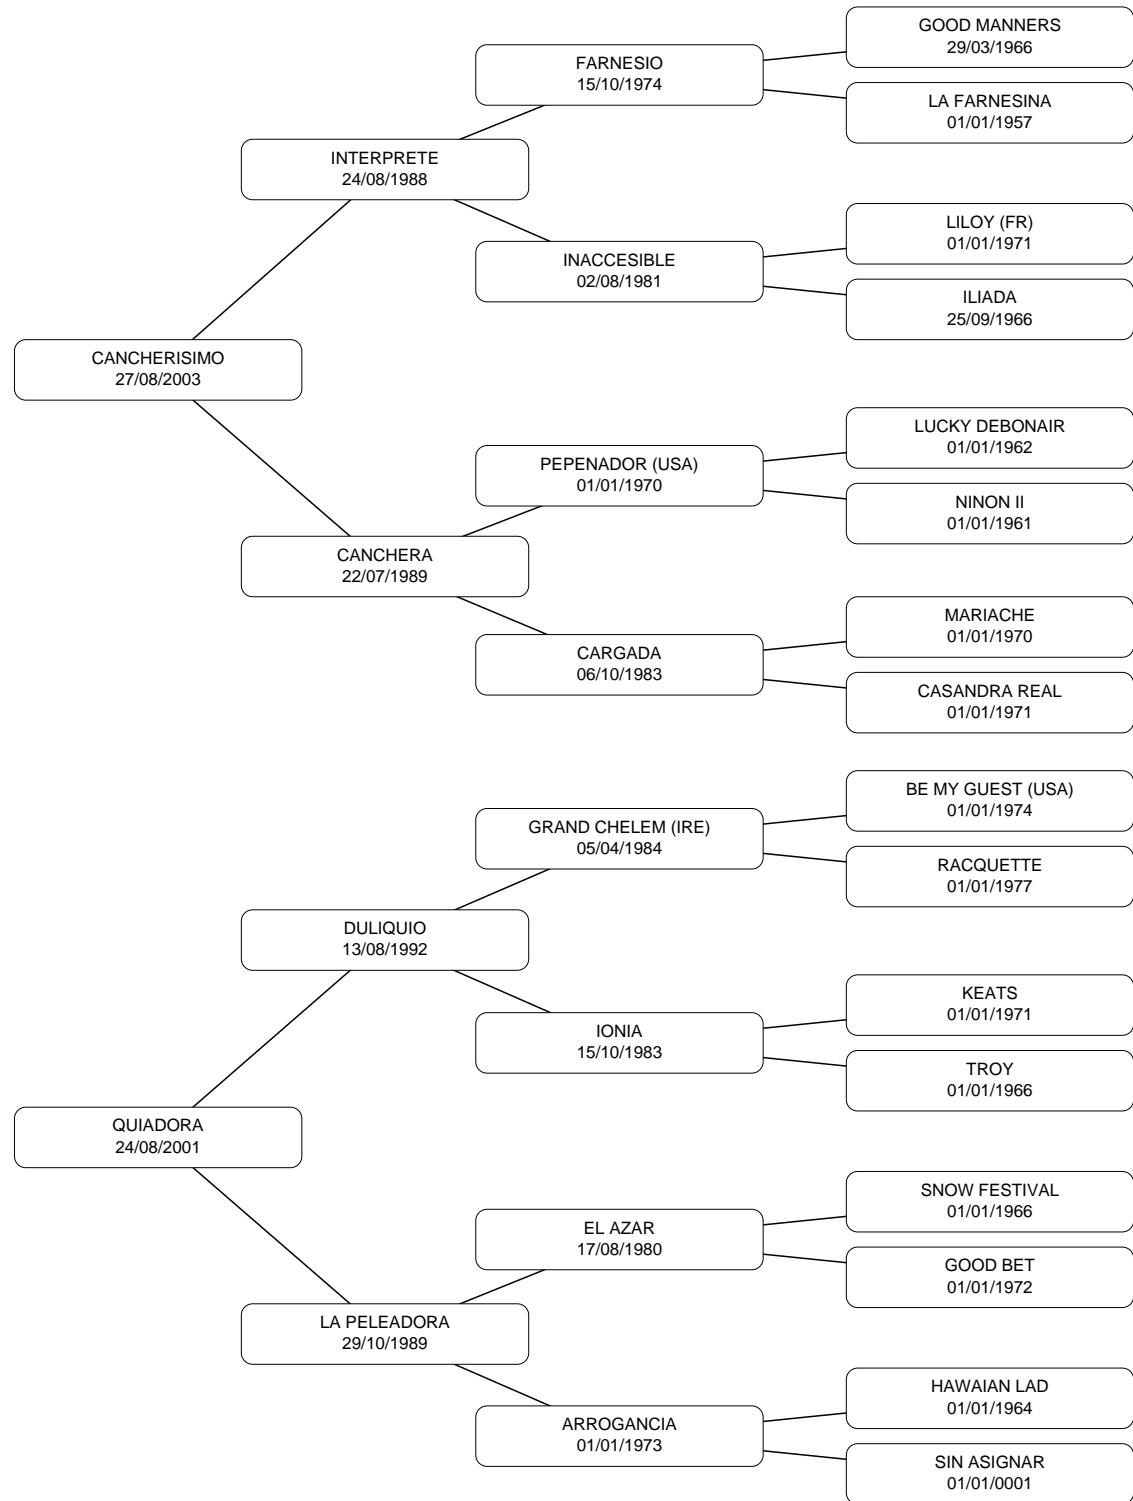 GOOD MANNERS
29/03/1966
FARNESIO
15/10/1974
LA FARNESINA
01/01/1957
INTERPRETE
24/08/1988
LILOY (FR)
01/01/1971
INACCESIBLE
02/08/1981
ILIADA
25/09/1966
CANCHERISIMO
27/08/2003
LUCKY DEBONAIR
01/01/1962
PEPENADOR (USA)
01/01/1970
NINON II
01/01/1961
CANCHERA
22/07/1989
MARIACHE
01/01/1970
CARGADA
06/10/1983
CASANDRA REAL
01/01/1971
BE MY GUEST (USA)
01/01/1974
GRAND CHELEM (IRE)
05/04/1984
RACQUETTE
01/01/1977
DULIQUIO
13/08/1992
KEATS
01/01/1971
IONIA
15/10/1983
TROY
01/01/1966
QUIADORA
24/08/2001
SNOW FESTIVAL
01/01/1966
EL AZAR
17/08/1980
GOOD BET
01/01/1972
LA PELEADORA
29/10/1989
HAWAIAN LAD
01/01/1964
ARROGANCIA
01/01/1973
SIN ASIGNAR
01/01/0001